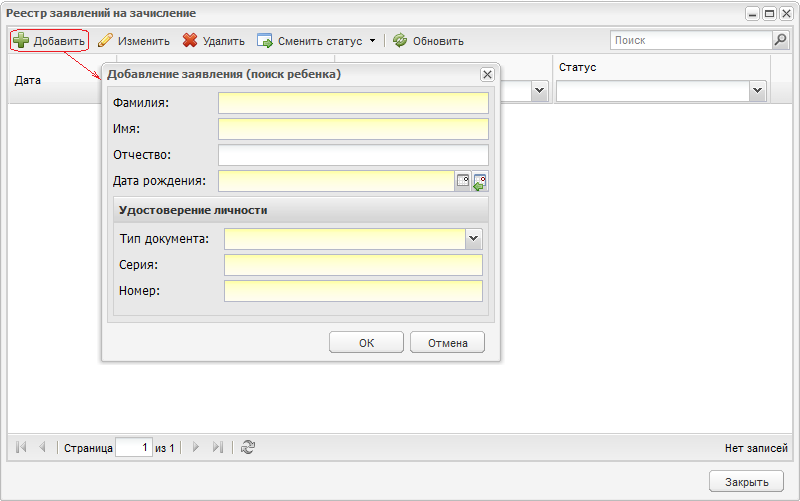 Реестр заявлений на зачисление
Добавить Изменить Удалить Сменить статус Обновить Поиск
Дата Статус
Добавление заявления (поиск ребенка)
Фамилия:
Имя:
Отчество:
Дата рождения:
Удостоверение личности
Тип документа:
Серия:
Номер:
ОК Отмена
Страница 1 из 1 Нет записей
Закрыть